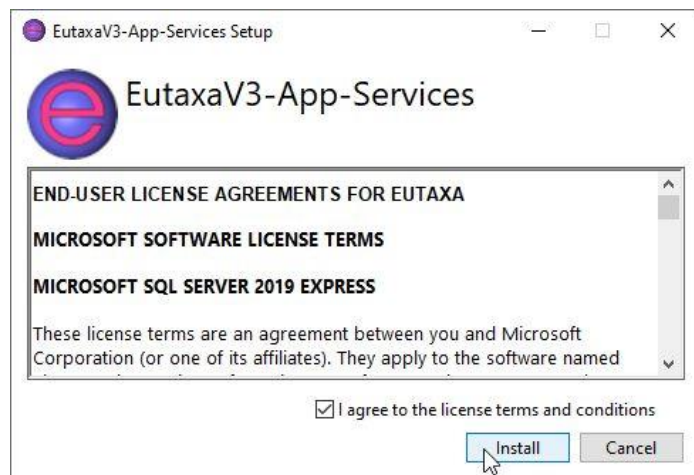 EutaxaV3-App-Services Setup
EutaxaV3-App-Services
END-USER LICENSE AGREEMENTS FOR EUTAXA
MICROSOFT SOFTWARE LICENSE TERMS
MICROSOFT SQL SERVER 2019 EXPRESS
These license terms are an agreement between you and Microsoft
Corporation (or one of its affiliates). They apply to the software named
I agree to the license terms and conditions
Install Cancel